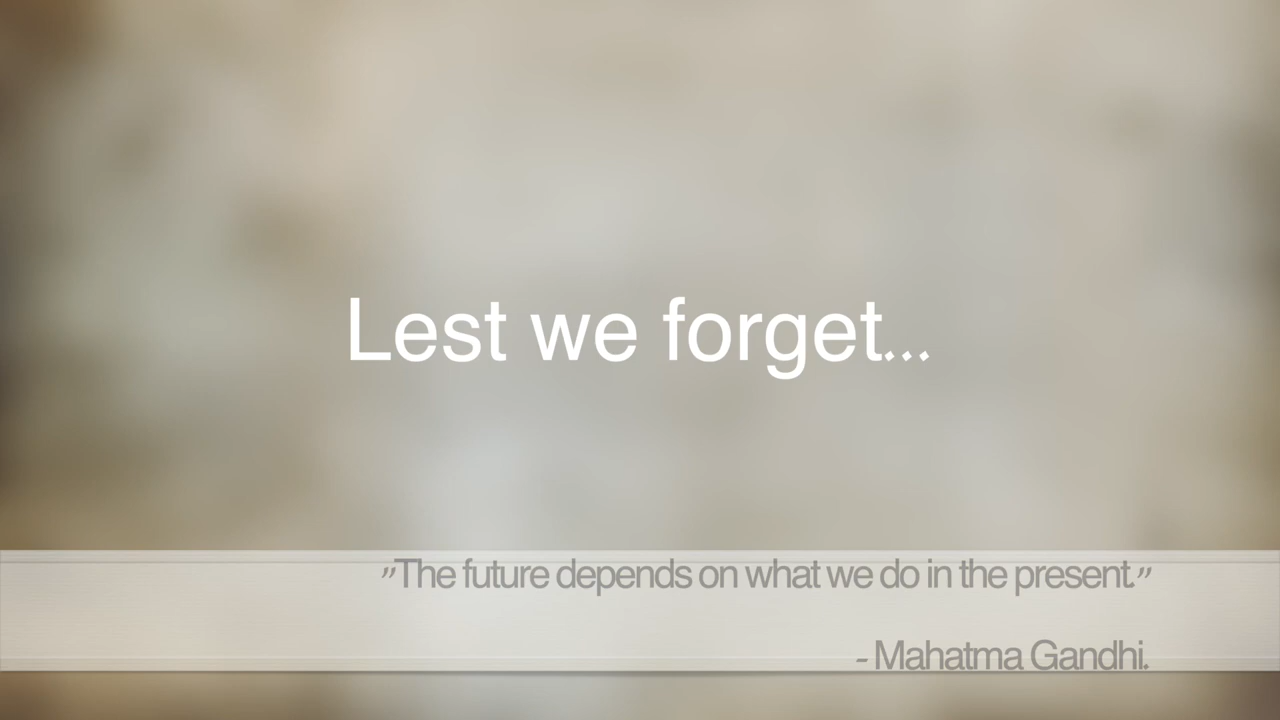 Lest we forget...
"The future depends on what we do in the present."
- Mahatma Gandhi.